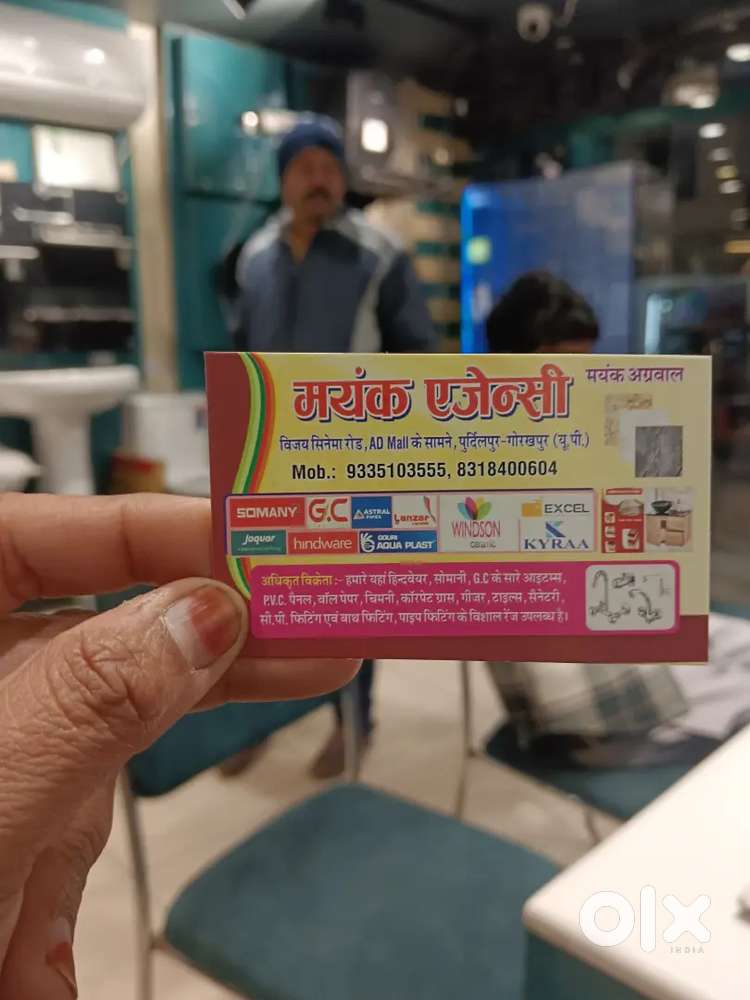 मयंक एजेन्सी
मयंक अग्रवाल
विजय सिनेमा रोड, AD Mall के सामने, पुर्दिलपुर-गोरखपुर (यू.पी.)
Mob.: 9335103555, 8318400604
SOMANY G.C ASTRAL PIPES Lanzar WINDSON CERAMIC EXCEL
Jaquar hindware GOURI AQUA PLAST KYRAA
अधिकृत विक्रेता :- हमारे यहां हिन्दवेयर, सोमानी, G.C के सारे आइटम्स,
P.V.C. पैनल, वॉल पेपर, चिमनी, कॉरपेट ग्रास, गीजर, टाइल्स, सैनेटरी,
सी.पी. फिटिंग एवं बाथ फिटिंग, पाइप फिटिंग के विशाल रेंज उपलब्ध है।
olx
INDIA